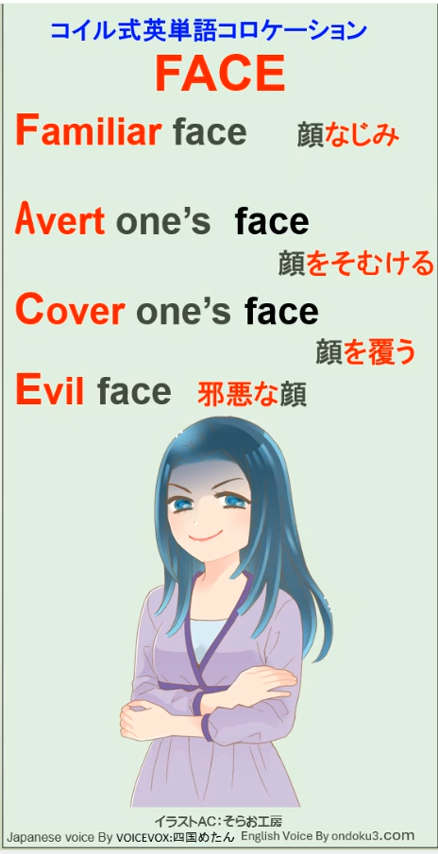 コイル式英単語コロケーション
FACE
Familiar face 顔なじみ
Avert one’s face
顔をそむける
Cover one’s face
顔を覆う
Evil face 邪悪な顔
イラストAC：そらお工房
Japanese voice By VOICEVOX:四国めたん English Voice By ondoku3.com